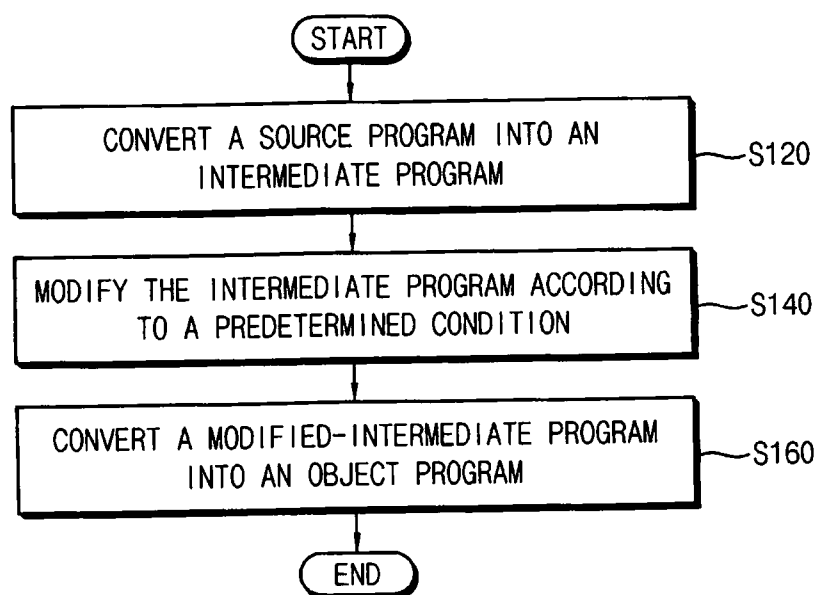 START
CONVERT A SOURCE PROGRAM INTO AN
INTERMEDIATE PROGRAM
S120
MODIFY THE INTERMEDIATE PROGRAM ACCORDING
TO A PREDETERMINED CONDITION
S140
CONVERT A MODIFIED-INTERMEDIATE PROGRAM
INTO AN OBJECT PROGRAM
S160
END